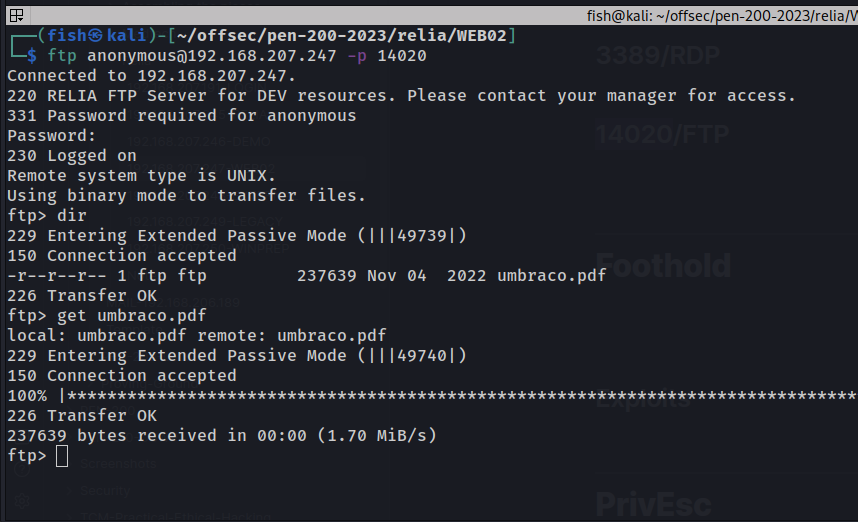 fish@kali: ~/offsec/pen-200-2023/relia/W
┌──(fish㉿kali)-[~/offsec/pen-200-2023/relia/WEB02]
└─$ ftp anonymous@192.168.207.247 -p 14020
3389/RDP
Connected to 192.168.207.247.
220 RELIA FTP Server for DEV resources. Please contact your manager for access.
331 Password required for anonymous
14020/FTP
Password:
230 Logged on
Remote system type is UNIX.
Using binary mode to transfer files.
ftp> dir
229 Entering Extended Passive Mode (|||49739|)
150 Connection accepted
Foothold
-r--r--r-- 1 ftp ftp         237639 Nov 04  2022 umbraco.pdf
226 Transfer OK
ftp> get umbraco.pdf
local: umbraco.pdf remote: umbraco.pdf
229 Entering Extended Passive Mode (|||49740|)
150 Connection accepted
100% |*******************************************************************************
Exploits
226 Transfer OK
237639 bytes received in 00:00 (1.70 MiB/s)
ftp>
Screenshots
Security
PrivEsc